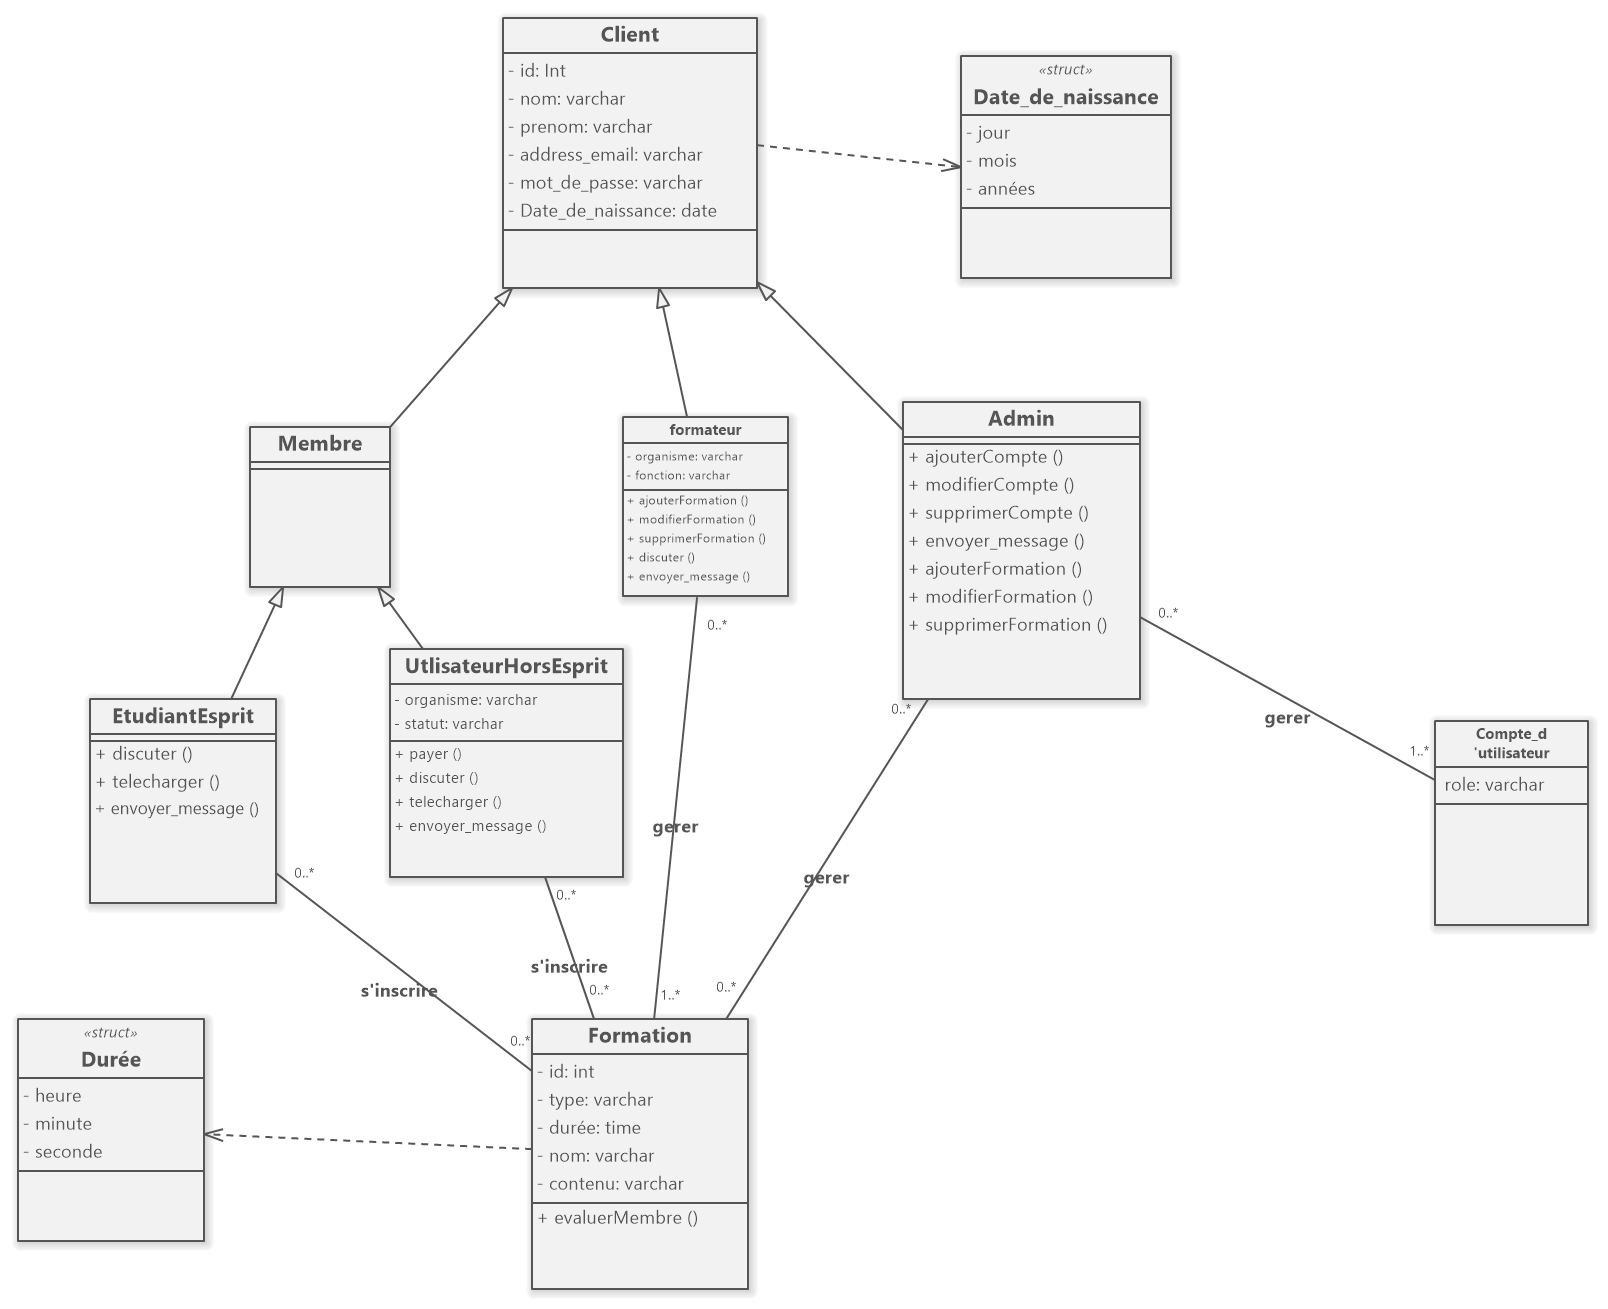 Client
- id: Int
- nom: varchar
- prenom: varchar
- address_email: varchar
- mot_de_passe: varchar
- Date_de_naissance: date
«struct»
Date_de_naissance
- jour
- mois
- années
Membre
formateur
- organisme: varchar
- fonction: varchar
+ ajouterFormation ()
+ modifierFormation ()
+ supprimerFormation ()
+ discuter ()
+ envoyer_message ()
0..*
Admin
+ ajouterCompte ()
+ modifierCompte ()
+ supprimerCompte ()
+ envoyer_message ()
+ ajouterFormation ()
+ modifierFormation ()
+ supprimerFormation ()
0..*
0..*
gerer
1..*
Compte_d
'utilisateur
role: varchar
EtudiantEsprit
+ discuter ()
+ telecharger ()
+ envoyer_message ()
0..*
UtlisateurHorsEsprit
- organisme: varchar
- statut: varchar
+ payer ()
+ discuter ()
+ telecharger ()
+ envoyer_message ()
0..*
gerer
gerer
s'inscrire
s'inscrire
0..*
1..*
0..*
0..*
«struct»
Durée
- heure
- minute
- seconde
Formation
- id: int
- type: varchar
- durée: time
- nom: varchar
- contenu: varchar
+ evaluerMembre ()